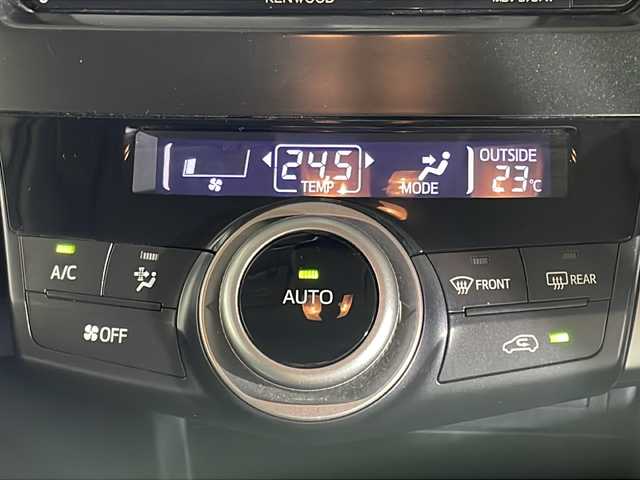 KENWOOD
24.5
TEMP
MODE
OUTSIDE
23°C
A/C
AUTO
FRONT
REAR
OFF